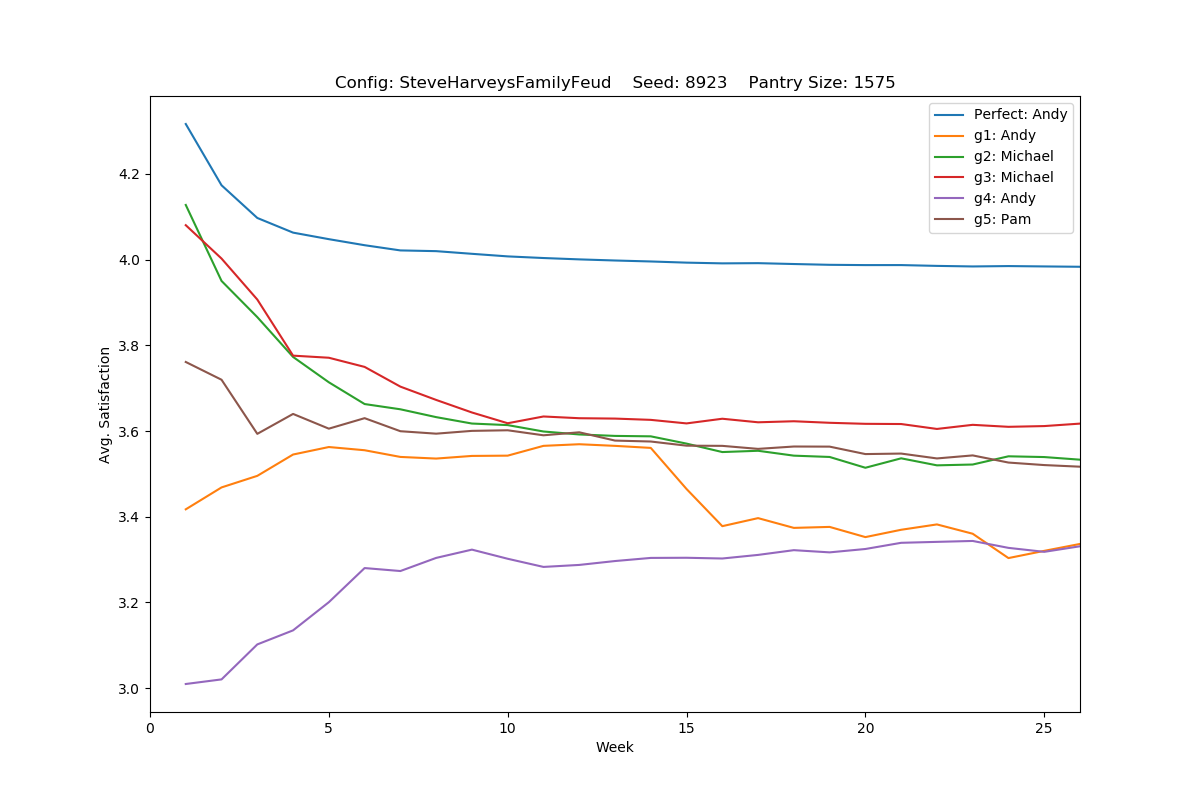 Config: SteveHarveysFamilyFeud    Seed: 8923    Pantry Size: 1575
Perfect: Andy
g1: Andy
g2: Michael
g3: Michael
g4: Andy
g5: Pam
Avg. Satisfaction
4.2
4.0
3.8
3.6
3.4
3.2
3.0
0 5 10 15 20 25
Week